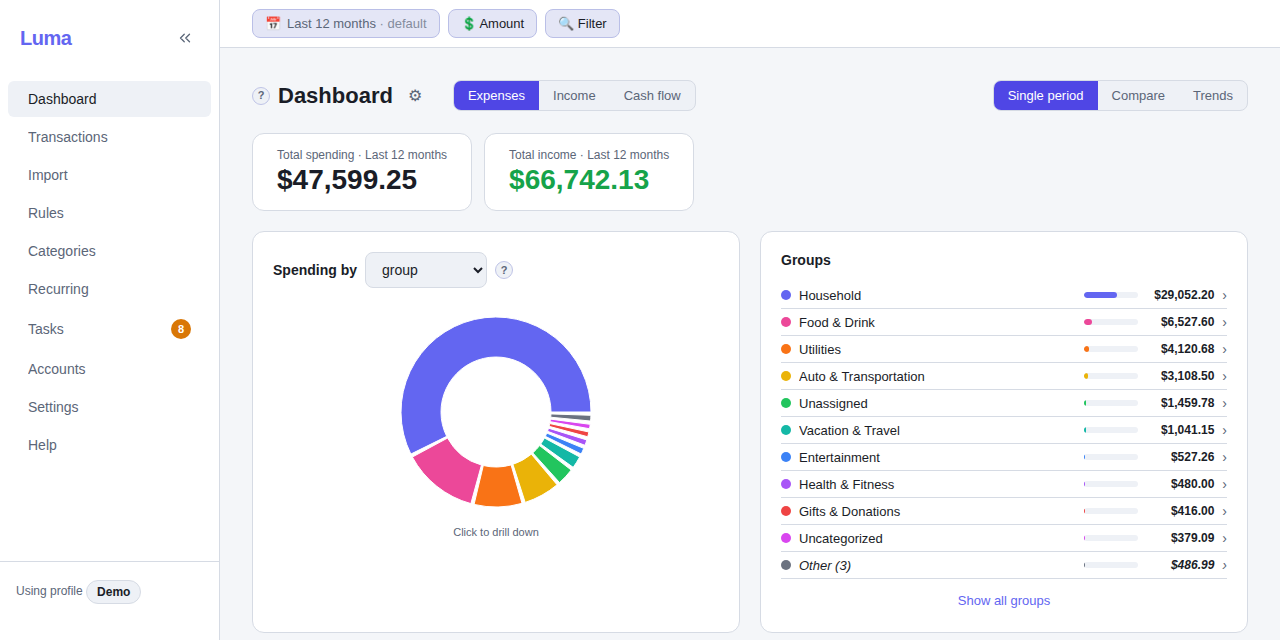 Luma
Dashboard
Transactions
Import
Rules
Categories
Recurring
Tasks 8
Accounts
Settings
Help
Using profile Demo
Last 12 months · default
Amount
Filter
? Dashboard
Expenses Income Cash flow
Single period Compare Trends
Total spending · Last 12 months
$47,599.25
Total income · Last 12 months
$66,742.13
Spending by group ?
Click to drill down
Groups
Household $29,052.20 ›
Food & Drink $6,527.60 ›
Utilities $4,120.68 ›
Auto & Transportation $3,108.50 ›
Unassigned $1,459.78 ›
Vacation & Travel $1,041.15 ›
Entertainment $527.26 ›
Health & Fitness $480.00 ›
Gifts & Donations $416.00 ›
Uncategorized $379.09 ›
Other (3) $486.99 ›
Show all groups